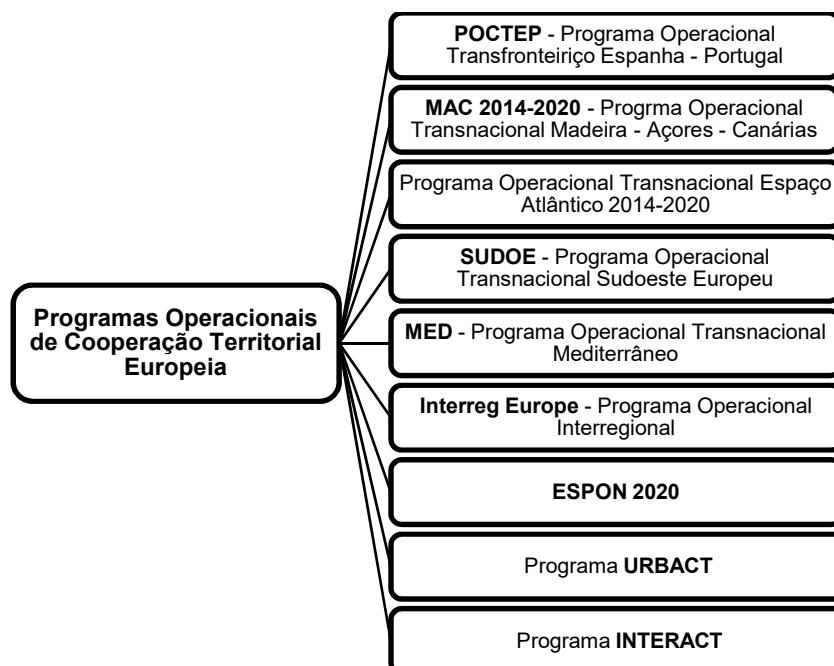 POCTEP - Programa Operacional
Transfronteiriço Espanha - Portugal
MAC 2014-2020 - Progrma Operacional
Transnacional Madeira - Açores - Canárias
Programa Operacional Transnacional Espaço
Atlântico 2014-2020
SUDOE - Programa Operacional
Transnacional Sudoeste Europeu
Programas Operacionais
de Cooperação Territorial
Europeia
MED - Programa Operacional Transnacional
Mediterrâneo
Interreg Europe - Programa Operacional
Interregional
ESPON 2020
Programa URBACT
Programa INTERACT